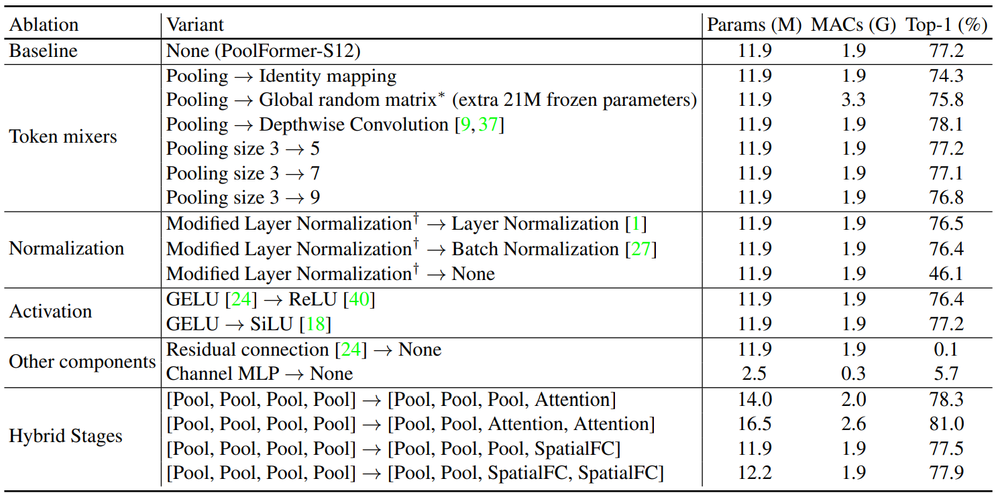 Ablation Variant Params (M) MACs (G) Top-1 (%)
Baseline None (PoolFormer-S12) 11.9 1.9 77.2
Token mixers
Pooling → Identity mapping 11.9 1.9 74.3
Pooling → Global random matrix* (extra 21M frozen parameters) 11.9 3.3 75.8
Pooling → Depthwise Convolution [9, 37] 11.9 1.9 78.1
Pooling size 3 → 5 11.9 1.9 77.2
Pooling size 3 → 7 11.9 1.9 77.1
Pooling size 3 → 9 11.9 1.9 76.8
Normalization
Modified Layer Normalization† → Layer Normalization [1] 11.9 1.9 76.5
Modified Layer Normalization† → Batch Normalization [27] 11.9 1.9 76.4
Modified Layer Normalization† → None 11.9 1.9 46.1
Activation
GELU [24] → ReLU [40] 11.9 1.9 76.4
GELU → SiLU [18] 11.9 1.9 77.2
Other components
Residual connection [24] → None 11.9 1.9 0.1
Channel MLP → None 2.5 0.3 5.7
Hybrid Stages
[Pool, Pool, Pool, Pool] → [Pool, Pool, Pool, Attention] 14.0 2.0 78.3
[Pool, Pool, Pool, Pool] → [Pool, Pool, Attention, Attention] 16.5 2.6 81.0
[Pool, Pool, Pool, Pool] → [Pool, Pool, Pool, SpatialFC] 11.9 1.9 77.5
[Pool, Pool, Pool, Pool] → [Pool, Pool, SpatialFC, SpatialFC] 12.2 1.9 77.9